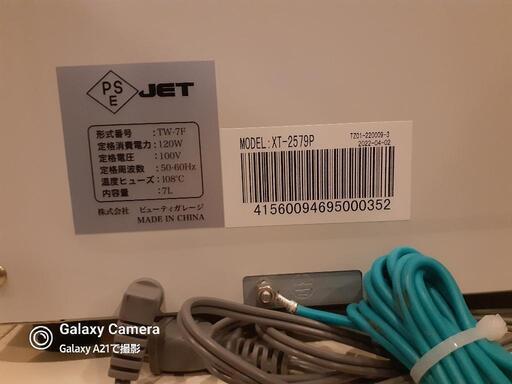 PS
E
JET
形式番号 : TW-7F
定格消費電力 : 120W
定格電圧 : 100V
定格周波数 : 50-60Hz
温度ヒューズ : 108℃
内容量 : 7L
株式会社 ビューティガレージ
MADE IN CHINA
MODEL:XT-2579P
TZ01-220009-3
2022-04-02
41560094695000352
Galaxy Camera
Galaxy A21で撮影